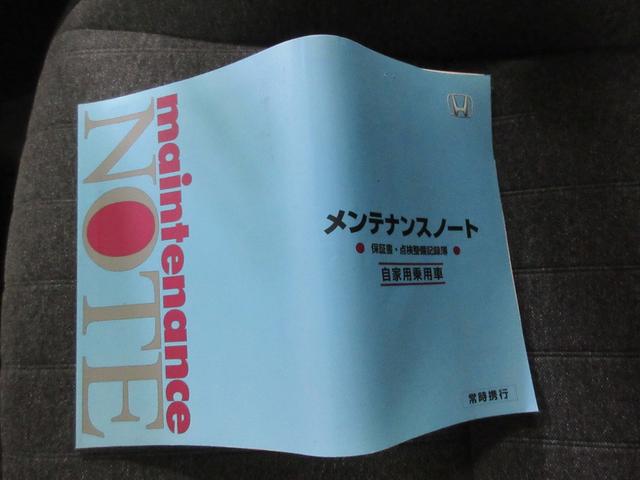 maintenance
NOTE
メンテナンスノート
● 保証書・点検整備記録簿 ●
自家用乗用車
常時携行